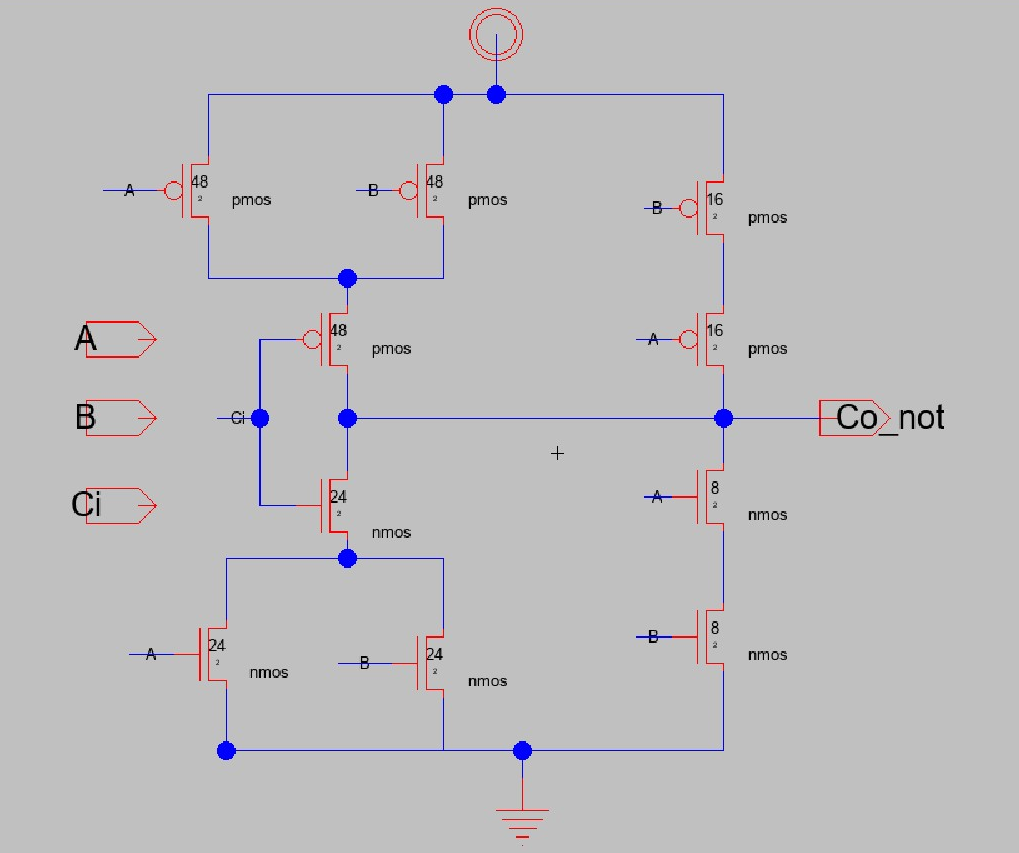 A 48 2 pmos
B 48 2 pmos
B 16 2 pmos
48 2 pmos
A 16 2 pmos
A
B
Ci
Ci
Co_not
24 2 nmos
A 8 2 nmos
A 24 2 nmos
B 24 2 nmos
B 8 2 nmos